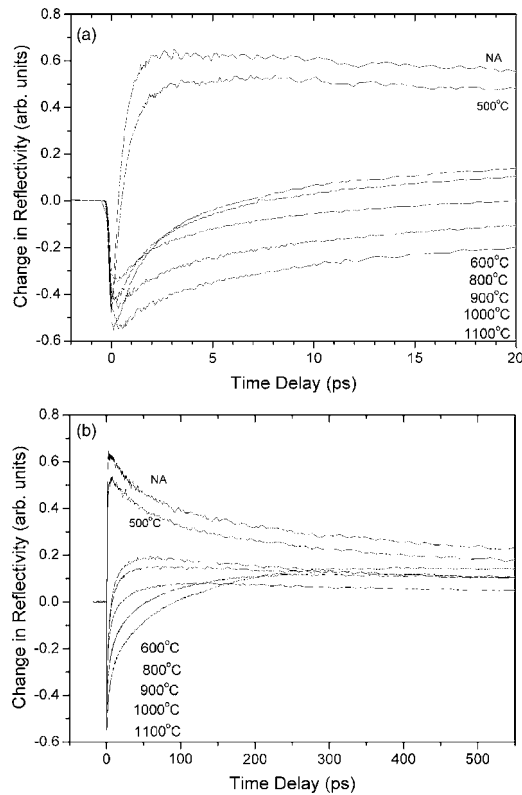 (a)
Change in Reflectivity (arb. units)
0.8
0.6
0.4
0.2
0.0
-0.2
-0.4
-0.6
NA
500°C
600°C
800°C
900°C
1000°C
1100°C
0 5 10 15 20
Time Delay (ps)
(b)
Change in Reflectivity (arb. units)
0.8
0.6
0.4
0.2
0.0
-0.2
-0.4
-0.6
NA
500°C
600°C
800°C
900°C
1000°C
1100°C
0 100 200 300 400 500
Time Delay (ps)